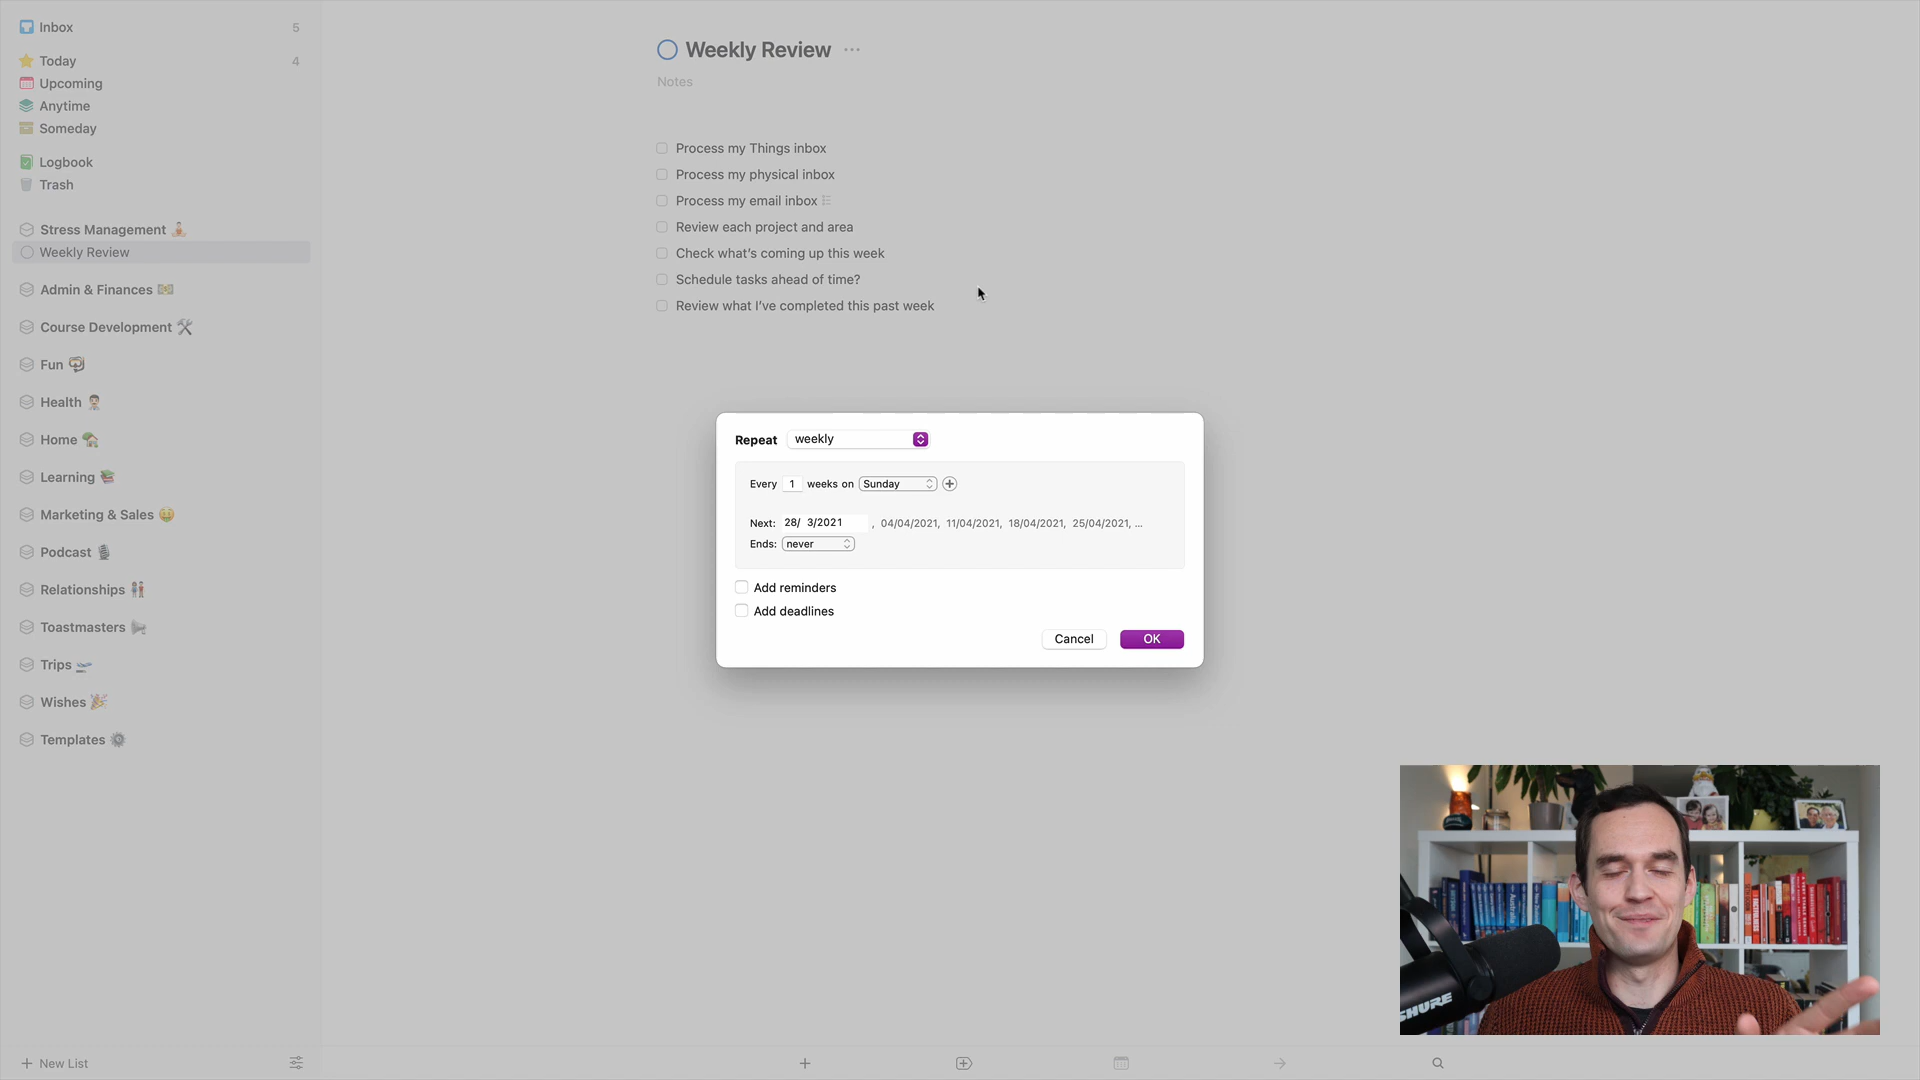 Inbox 5
Today 4
Upcoming
Anytime
Someday
Logbook
Trash
Stress Management
Weekly Review
Admin & Finances
Course Development
Fun
Health
Home
Learning
Marketing & Sales
Podcast
Relationships
Toastmasters
Trips
Wishes
Templates
New List
Weekly Review ···
Notes
Process my Things inbox
Process my physical inbox
Process my email inbox
Review each project and area
Check what's coming up this week
Schedule tasks ahead of time?
Review what I've completed this past week
Repeat weekly
Every 1 weeks on Sunday
Next: 28/ 3/2021 , 04/04/2021, 11/04/2021, 18/04/2021, 25/04/2021, ...
Ends: never
Add reminders
Add deadlines
Cancel OK
SHURE